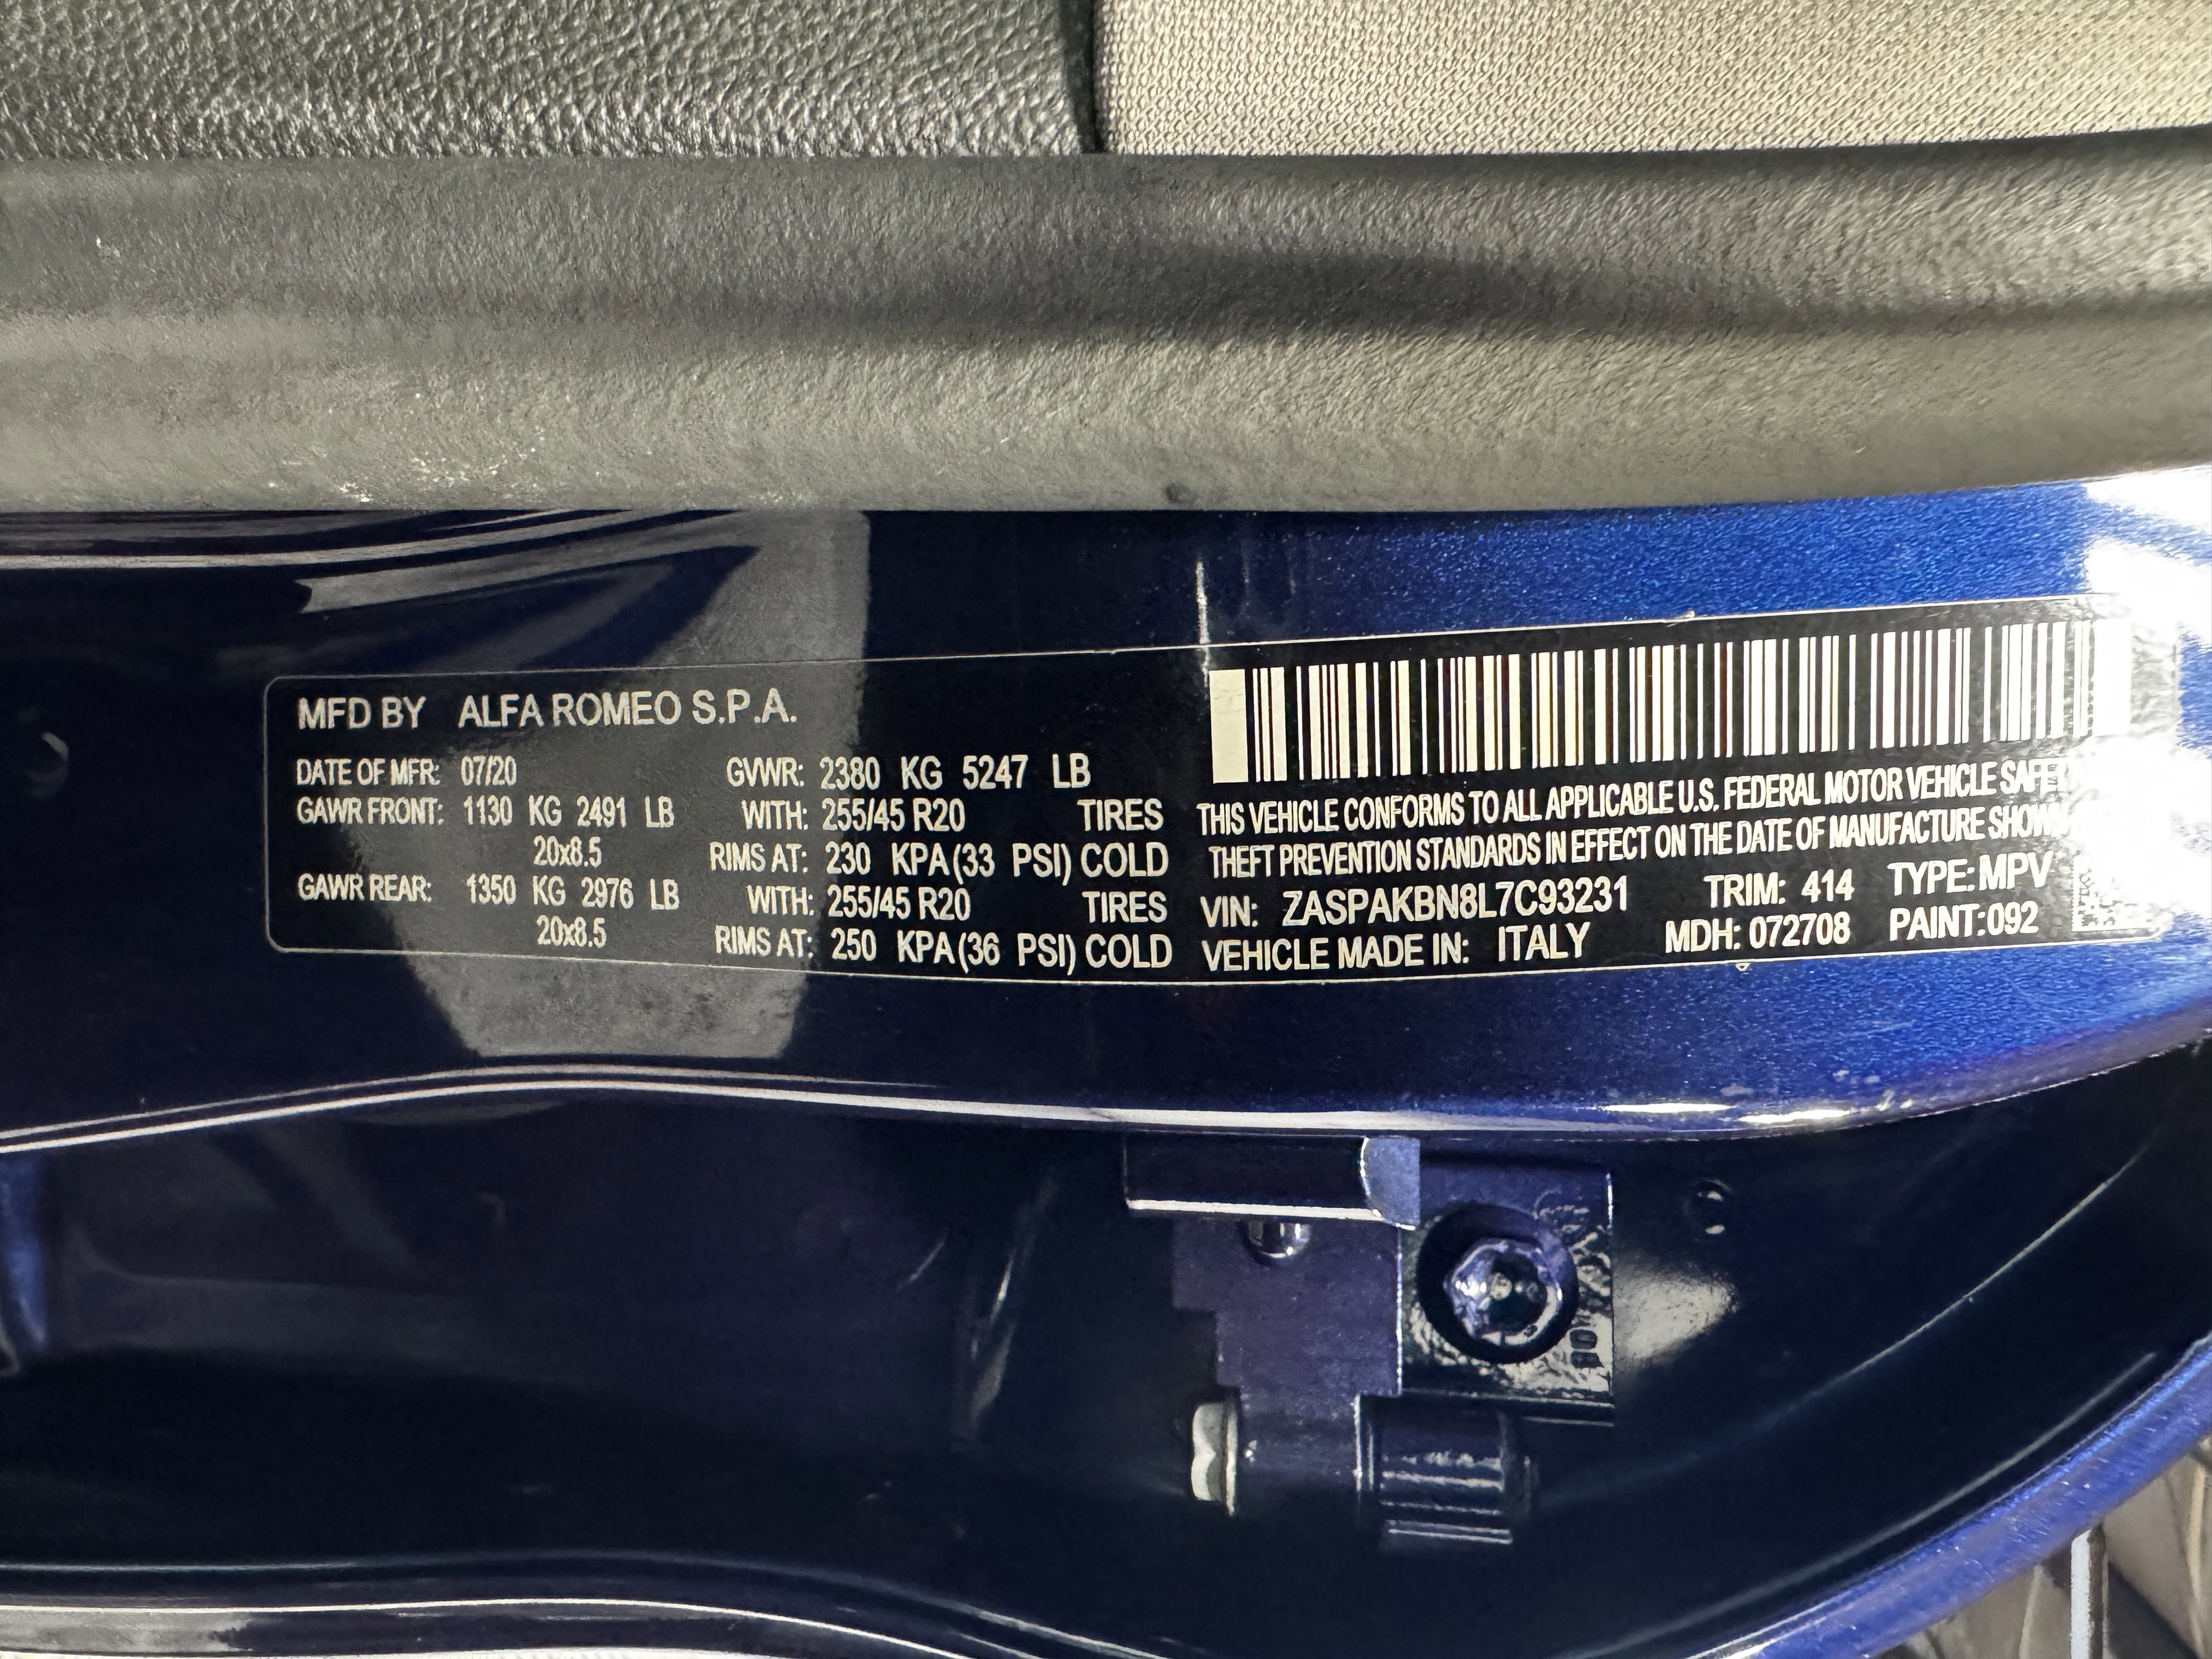 MFD BY ALFA ROMEO S.P.A.
DATE OF MFR: 07/20 GVWR: 2380 KG 5247 LB
GAWR FRONT: 1130 KG 2491 LB WITH: 255/45 R20 TIRES
20x8.5 RIMS AT: 230 KPA(33 PSI) COLD
GAWR REAR: 1350 KG 2976 LB WITH: 255/45 R20 TIRES
20x8.5 RIMS AT: 250 KPA(36 PSI) COLD
THIS VEHICLE CONFORMS TO ALL APPLICABLE U.S. FEDERAL MOTOR VEHICLE
THEFT PREVENTION STANDARDS IN EFFECT ON THE DATE OF MANUFACTURE SHOWN
VIN: ZASPAKBN8L7C93231 TRIM: 414 TYPE: MPV
VEHICLE MADE IN: ITALY MDH: 072708 PAINT: 092